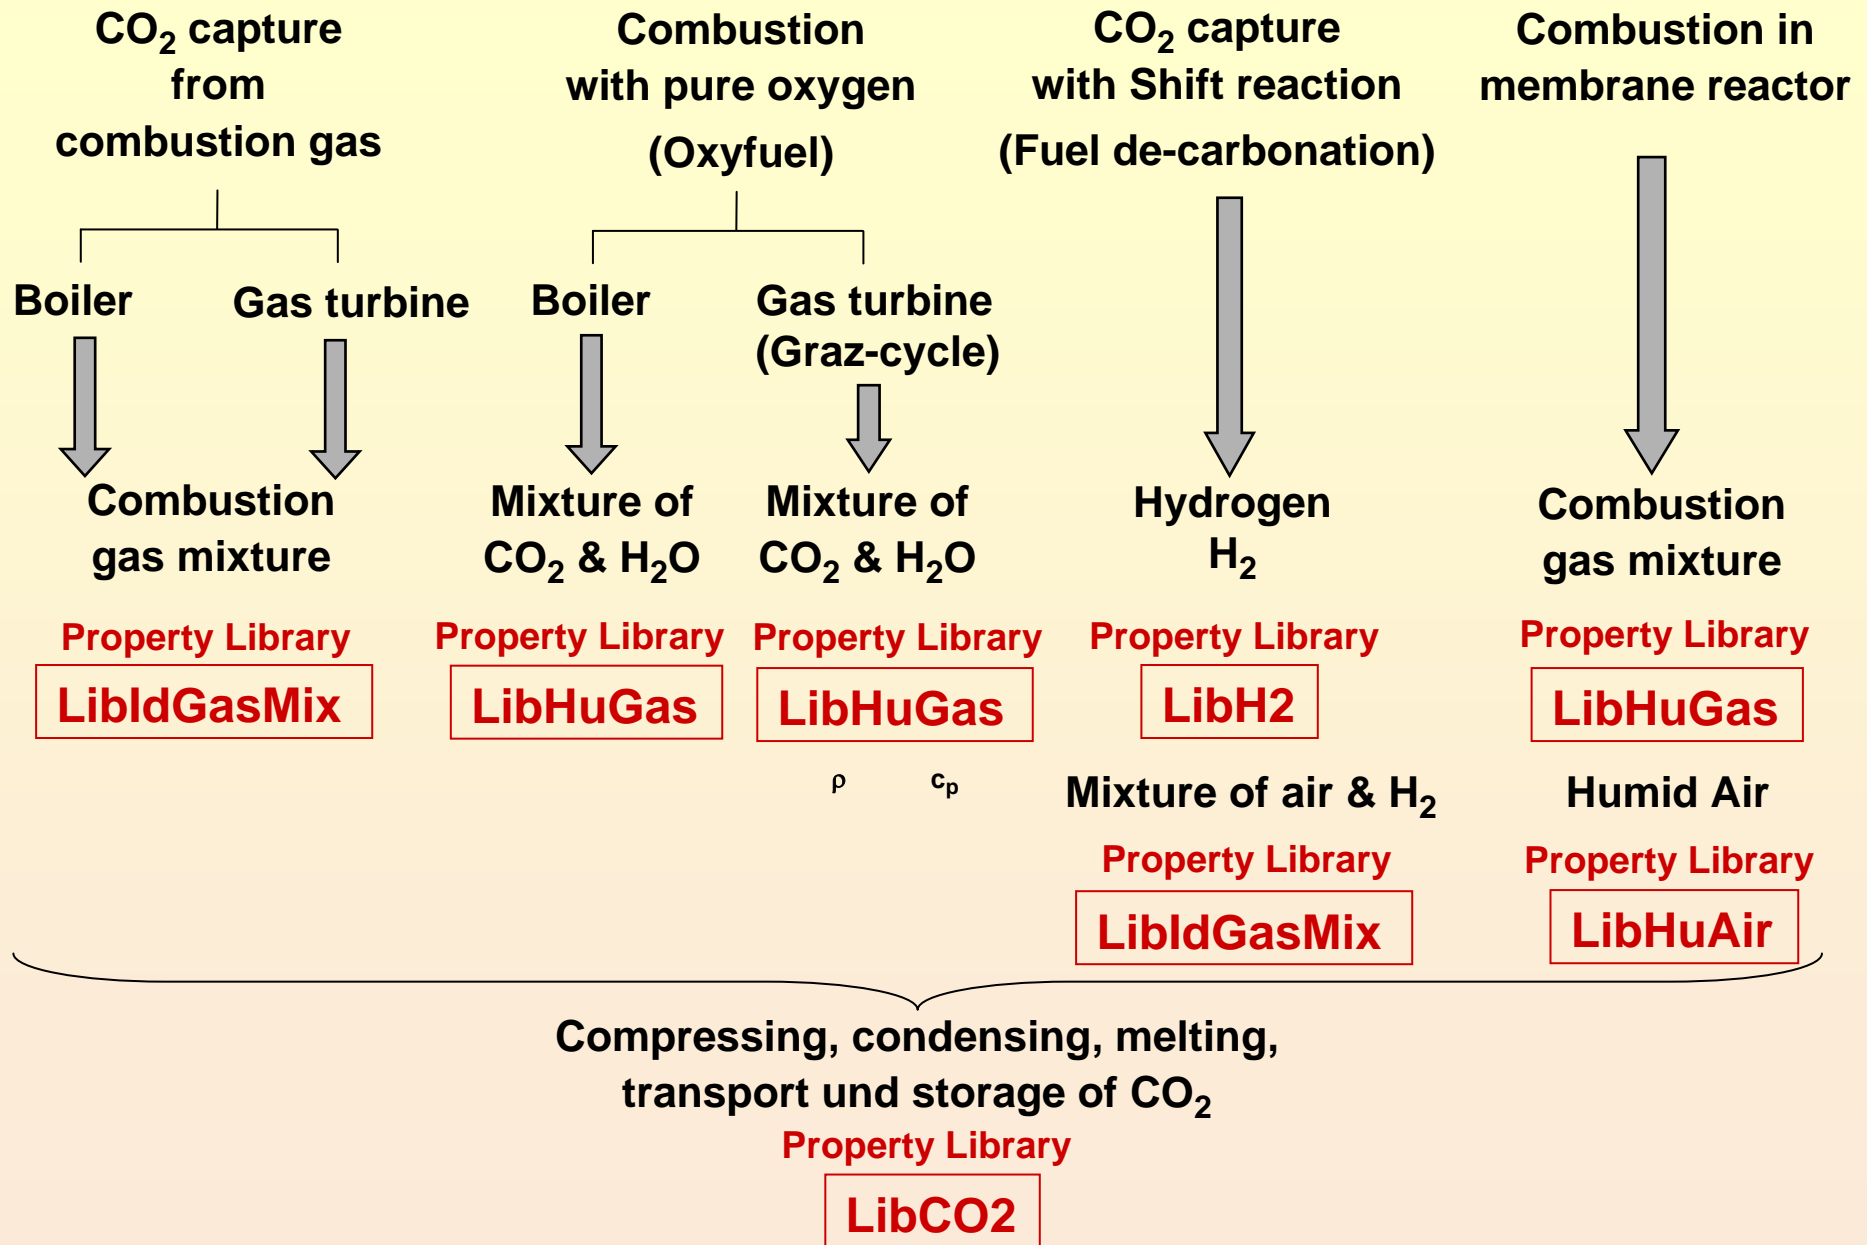 CO₂ capture
from
combustion gas
Boiler
Gas turbine
Combustion
gas mixture
Property Library
LibIdGasMix
Combustion
with pure oxygen
(Oxyfuel)
Boiler
Mixture of
CO₂ & H₂O
Property Library
LibHuGas
Gas turbine
(Graz-cycle)
Mixture of
CO₂ & H₂O
Property Library
LibHuGas
ρ cₚ
CO₂ capture
with Shift reaction
(Fuel de-carbonation)
Hydrogen
H₂
Property Library
LibH2
Mixture of air & H₂
Property Library
LibIdGasMix
Combustion in
membrane reactor
Combustion
gas mixture
Property Library
LibHuGas
Humid Air
Property Library
LibHuAir
Compressing, condensing, melting,
transport und storage of CO₂
Property Library
LibCO2